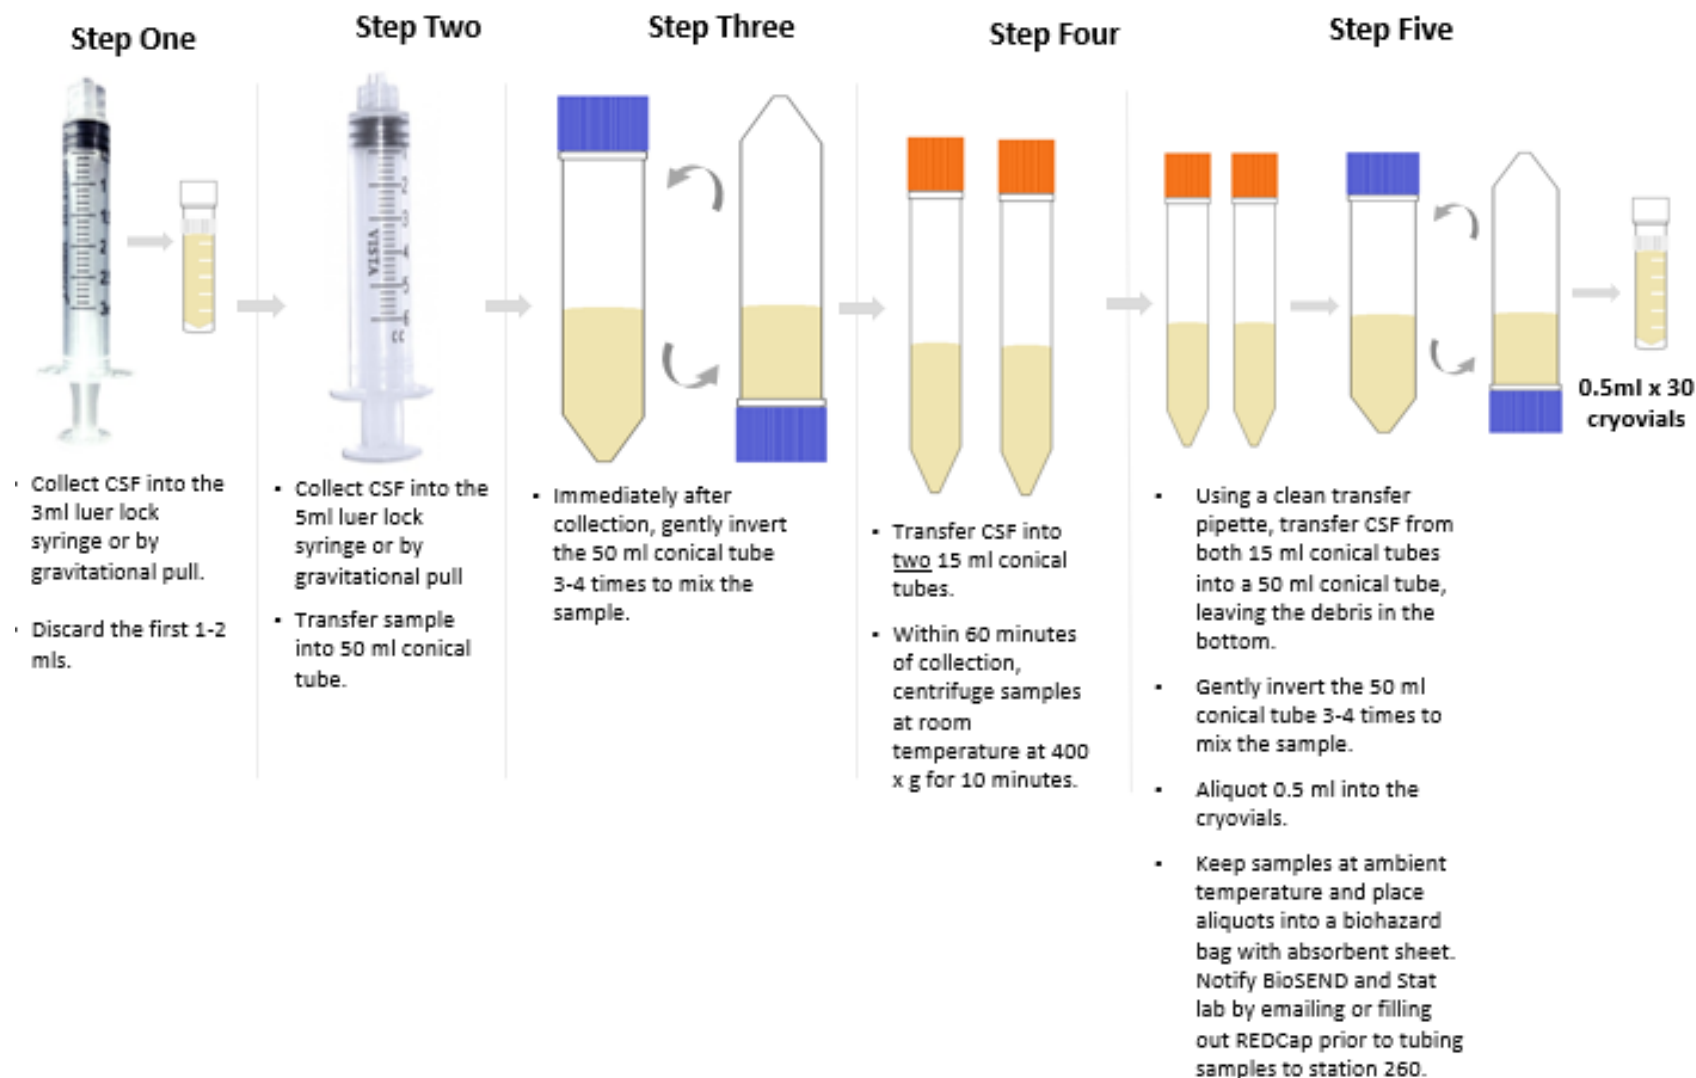 Step One
Collect CSF into the
3ml luer lock
syringe or by
gravitational pull.
Discard the first 1-2
mls.
Step Two
VISTA
CC
Collect CSF into the
5ml luer lock
syringe or by
gravitational pull
Transfer sample
into 50 ml conical
tube.
Step Three
Immediately after
collection, gently invert
the 50 ml conical tube
3-4 times to mix the
sample.
Step Four
Transfer CSF into
two 15 ml conical
tubes.
Within 60 minutes
of collection,
centrifuge samples
at room
temperature at 400
x g for 10 minutes.
Step Five
0.5ml x 30
cryovials
Using a clean transfer
pipette, transfer CSF from
both 15 ml conical tubes
into a 50 ml conical tube,
leaving the debris in the
bottom.
Gently invert the 50 ml
conical tube 3-4 times to
mix the sample.
Aliquot 0.5 ml into the
cryovials.
Keep samples at ambient
temperature and place
aliquots into a biohazard
bag with absorbent sheet.
Notify BioSEND and Stat
lab by emailing or filling
out REDCap prior to tubing
samples to station 260.